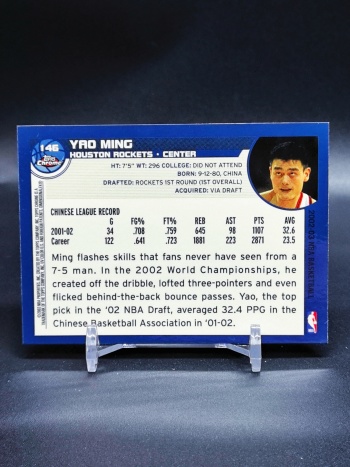 146
Topps
Chrome
YAO MING
HOUSTON ROCKETS • CENTER
HT: 7'5" WT: 296 COLLEGE: DID NOT ATTEND
BORN: 9-12-80, CHINA
DRAFTED: ROCKETS 1ST ROUND (1ST OVERALL)
ACQUIRED: VIA DRAFT
CHINESE LEAGUE RECORD
G FG% FT% REB AST PTS AVG
2001-02 34 .708 .759 645 98 1107 32.6
Career 122 .641 .723 1881 223 2871 23.5
Ming flashes skills that fans never have seen from a
7-5 man. In the 2002 World Championships, he
created off the dribble, lofted three-pointers and even
flicked behind-the-back bounce passes. Yao, the top
pick in the '02 NBA Draft, averaged 32.4 PPG in the
Chinese Basketball Association in '01-02.
2002-03 NBA BASKETBALL